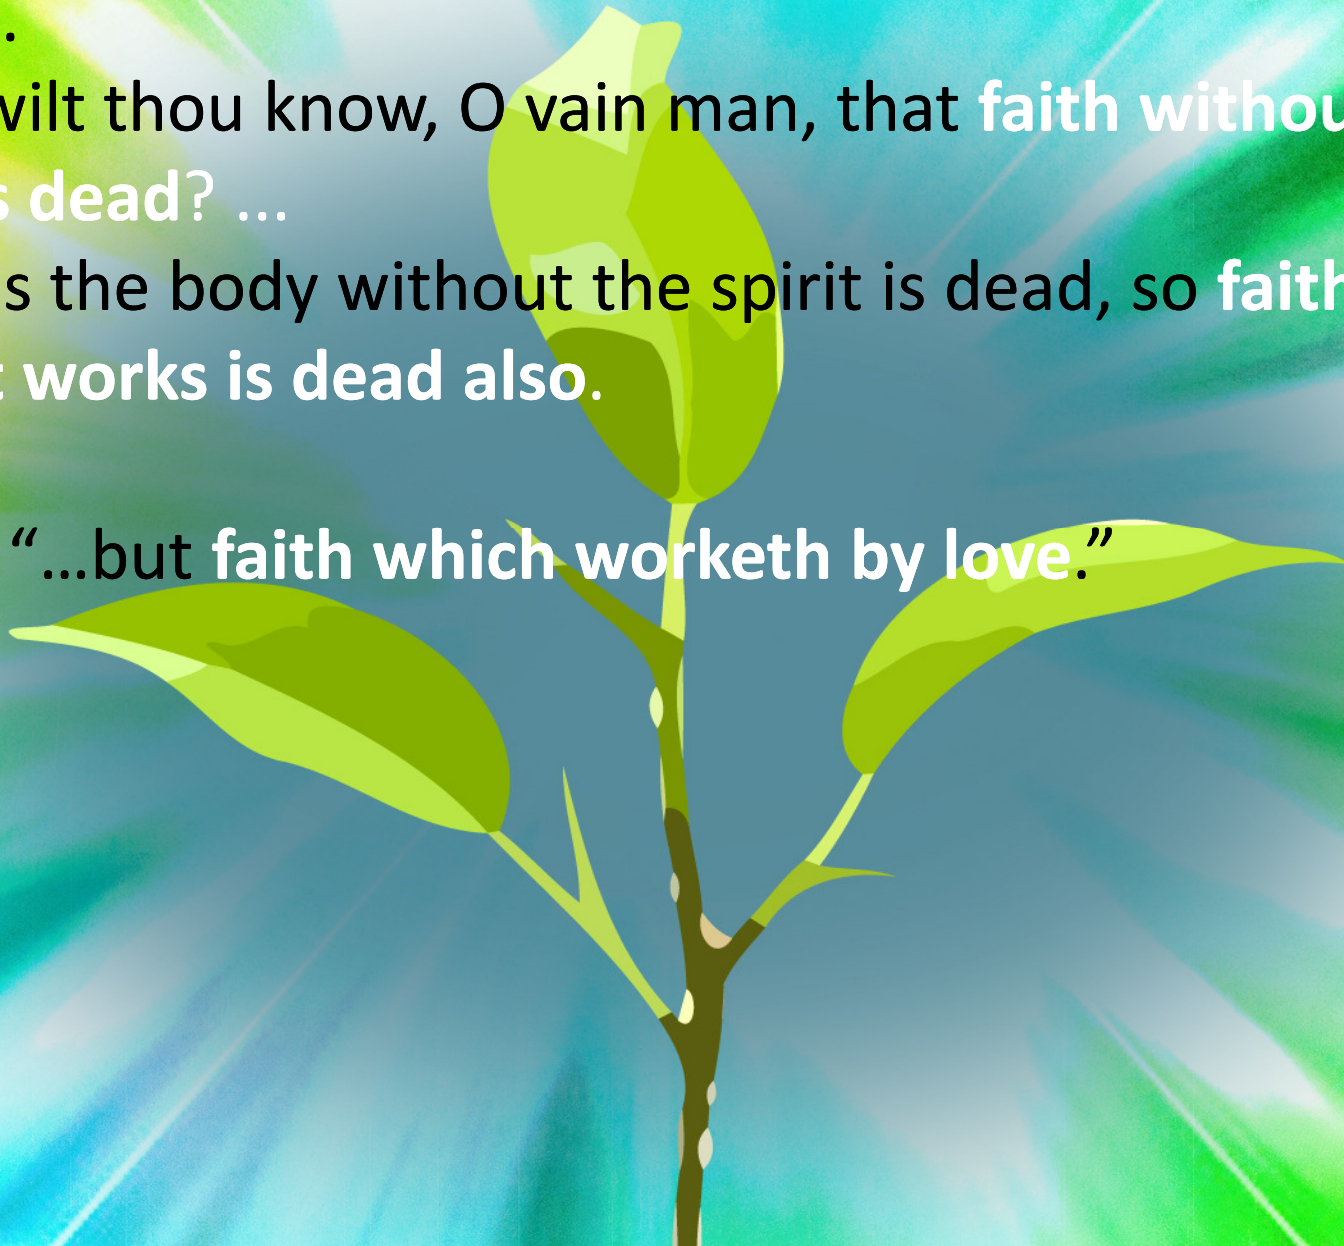 .
wilt thou know, O vain man, that faith withou
s dead? ...
s the body without the spirit is dead, so faith
t works is dead also.
“...but faith which worketh by love.”